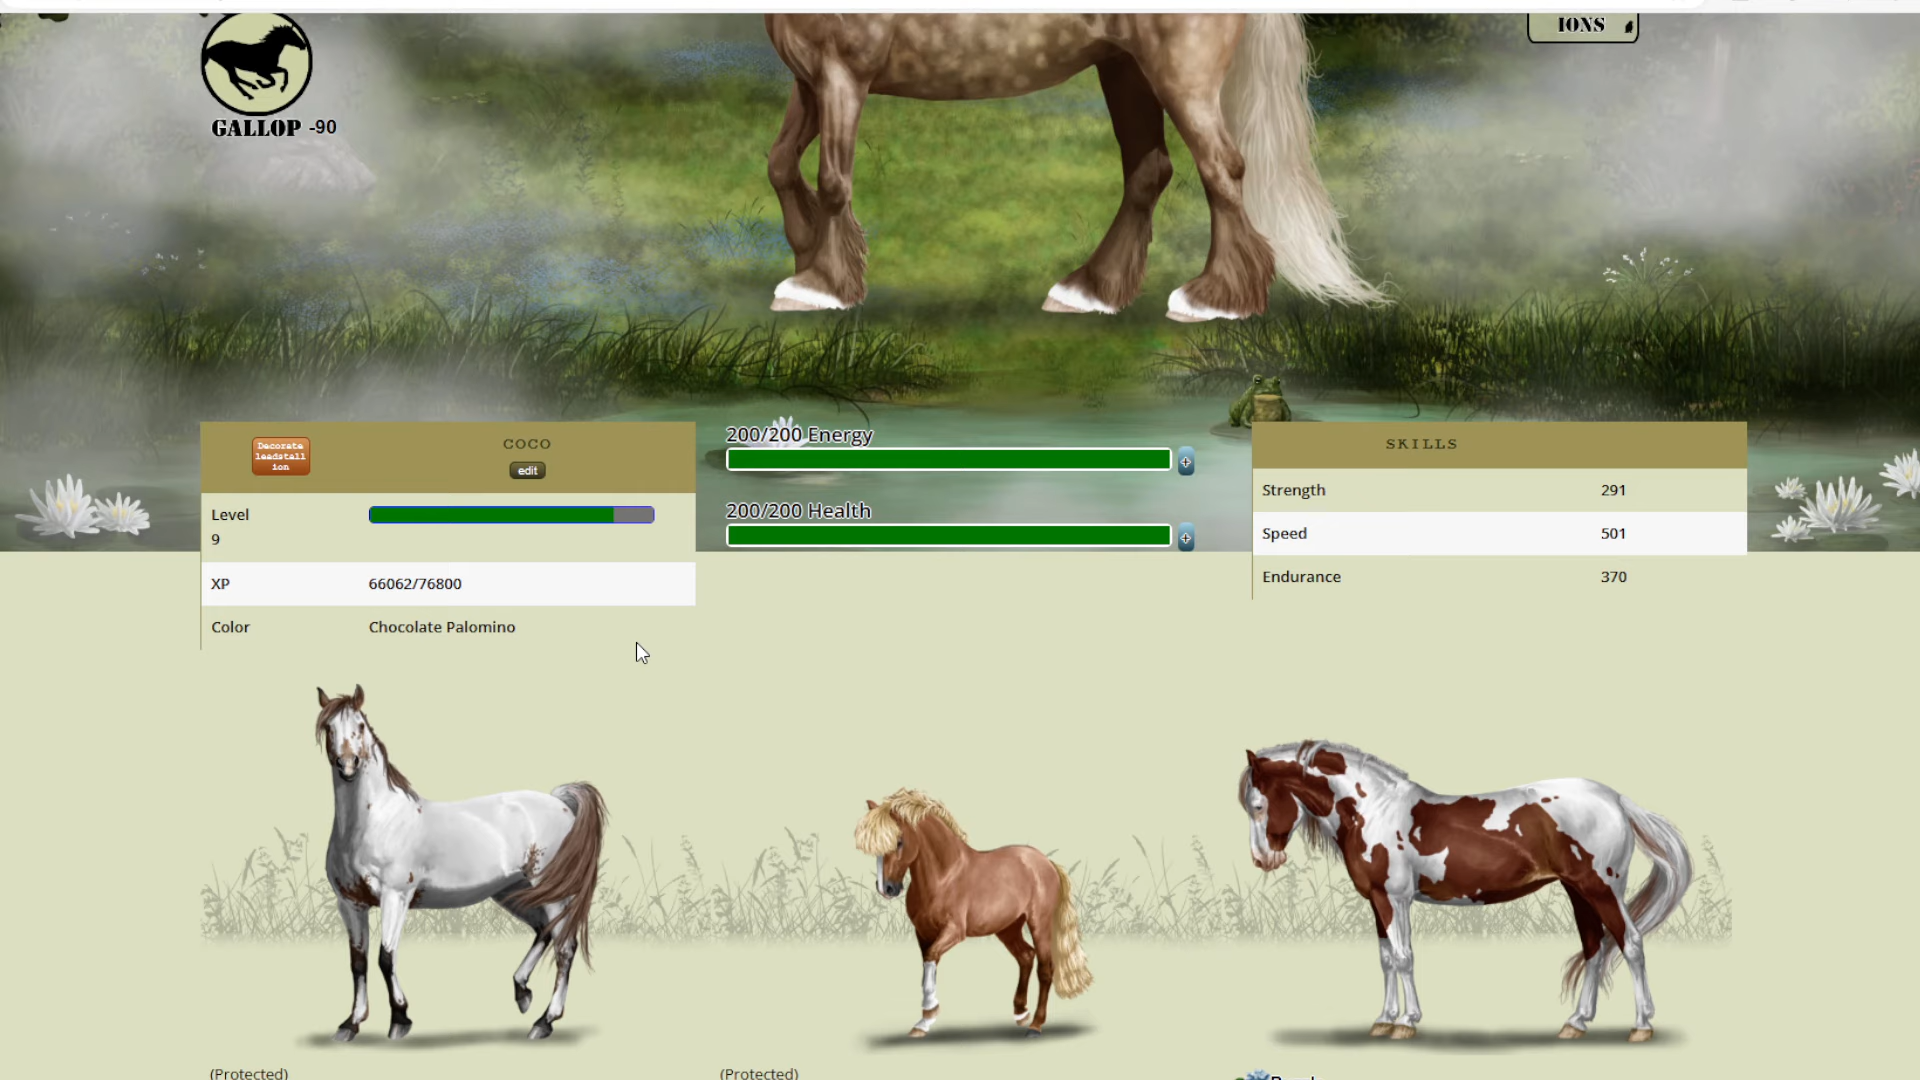 IONS
GALLOP -90
Decorate
leadstall
ion
COCO
edit
Level
9
XP 66062/76800
Color Chocolate Palomino
200/200 Energy
+
200/200 Health
+
SKILLS
Strength 291
Speed 501
Endurance 370
(Protected)
(Protected)